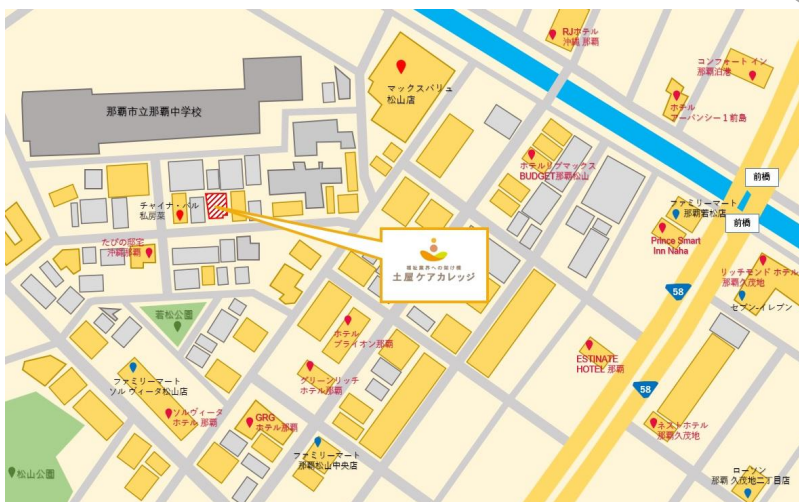 RJホテル
沖縄 那覇
コンフォート イン
那覇泊港
マックスバリュ
松山店
ホテル
アーバンシー1前島
那覇市立那覇中学校
ホテルリブマックス
BUDGET那覇松山
前橋
ファミリーマート
那覇若松店
前橋
チャイナ・バル
私房菜
Prince Smart
Inn Naha
たびの邸宅
沖縄那覇
土屋ケアカレッジ
リッチモンド ホテル
那覇久茂地
58
セブン-イレブン
若松公園
ホテル
ブライオン那覇
ESTINATE
HOTEL 那覇
ファミリーマート
ソル ヴィータ松山店
グリーンリッチ
ホテル那覇
58
ソルヴィータ
ホテル 那覇
GRG
ホテル那覇
ネストホテル
那覇久茂地
ファミリーマート
那覇松山中央店
松山公園
ローソン
那覇 久茂地二丁目店